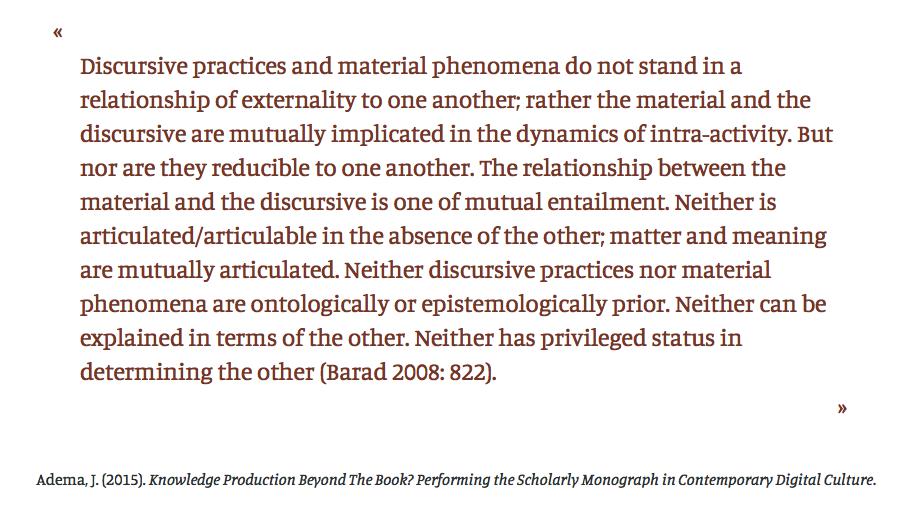 «
Discursive practices and material phenomena do not stand in a
relationship of externality to one another; rather the material and the
discursive are mutually implicated in the dynamics of intra-activity. But
nor are they reducible to one another. The relationship between the
material and the discursive is one of mutual entailment. Neither is
articulated/articulable in the absence of the other; matter and meaning
are mutually articulated. Neither discursive practices nor material
phenomena are ontologically or epistemologically prior. Neither can be
explained in terms of the other. Neither has privileged status in
determining the other (Barad 2008: 822).
»
Adema, J. (2015). Knowledge Production Beyond The Book? Performing the Scholarly Monograph in Contemporary Digital Culture.